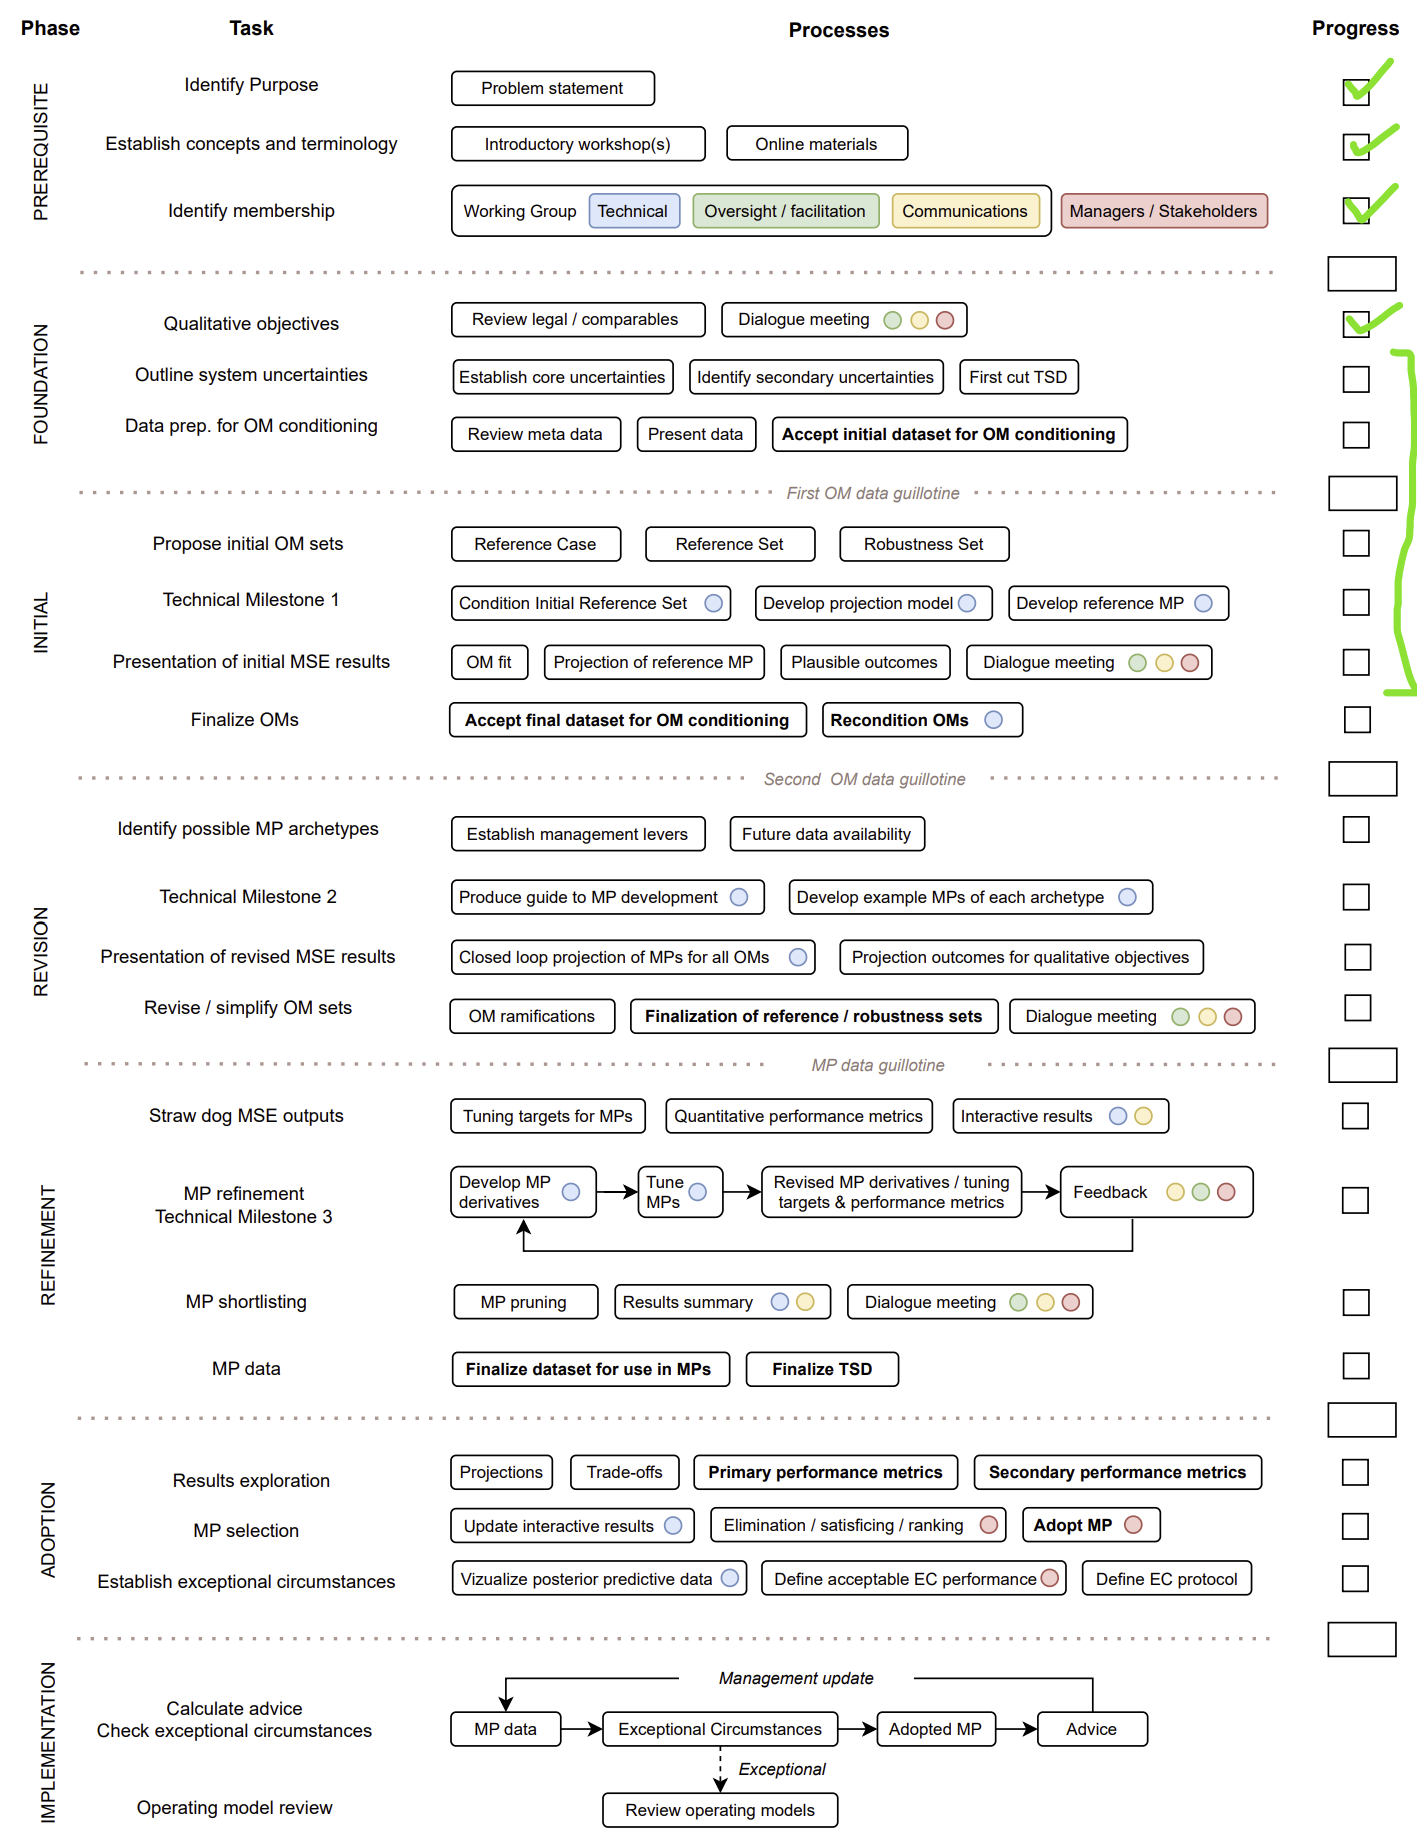 Phase Task Processes Progress
PREREQUISITE
Identify Purpose Problem statement
Establish concepts and terminology Introductory workshop(s) Online materials
Identify membership Working Group Technical Oversight / facilitation Communications Managers / Stakeholders
FOUNDATION
Qualitative objectives Review legal / comparables Dialogue meeting
Outline system uncertainties Establish core uncertainties Identify secondary uncertainties First cut TSD
Data prep. for OM conditioning Review meta data Present data Accept initial dataset for OM conditioning
First OM data guillotine
INITIAL
Propose initial OM sets Reference Case Reference Set Robustness Set
Technical Milestone 1 Condition Initial Reference Set Develop projection model Develop reference MP
Presentation of initial MSE results OM fit Projection of reference MP Plausible outcomes Dialogue meeting
Finalize OMs Accept final dataset for OM conditioning Recondition OMs
Second OM data guillotine
REVISION
Identify possible MP archetypes Establish management levers Future data availability
Technical Milestone 2 Produce guide to MP development Develop example MPs of each archetype
Presentation of revised MSE results Closed loop projection of MPs for all OMs Projection outcomes for qualitative objectives
Revise / simplify OM sets OM ramifications Finalization of reference / robustness sets Dialogue meeting
MP data guillotine
REFINEMENT
Straw dog MSE outputs Tuning targets for MPs Quantitative performance metrics Interactive results
MP refinement
Technical Milestone 3
Develop MP
derivatives
Tune
MPs
Revised MP derivatives / tuning
targets & performance metrics
Feedback
MP shortlisting MP pruning Results summary Dialogue meeting
MP data Finalize dataset for use in MPs Finalize TSD
ADOPTION
Results exploration Projections Trade-offs Primary performance metrics Secondary performance metrics
MP selection Update interactive results Elimination / satisficing / ranking Adopt MP
Establish exceptional circumstances Vizualize posterior predictive data Define acceptable EC performance Define EC protocol
IMPLEMENTATION
Management update
Calculate advice
Check exceptional circumstances
MP data Exceptional Circumstances Adopted MP Advice
Exceptional
Operating model review Review operating models